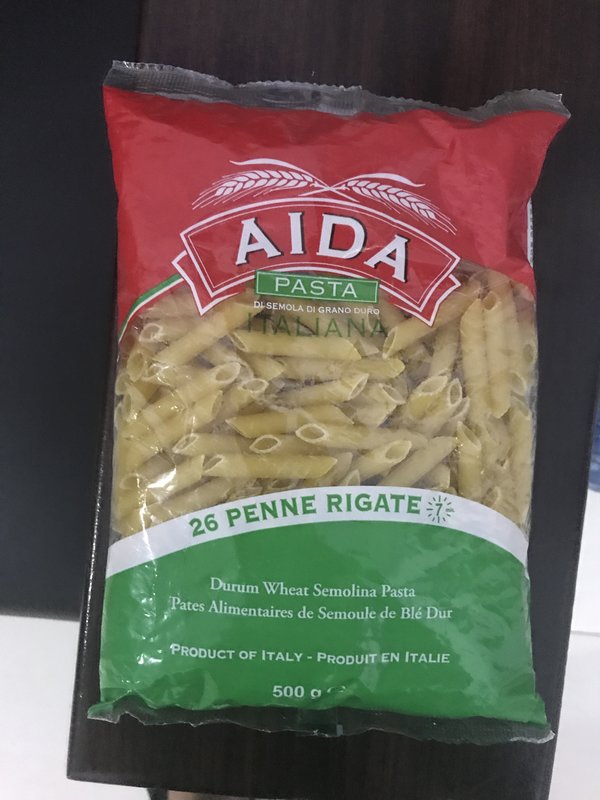 AIDA
PASTA
DI SEMOLA DI GRANO DURO
ITALIANA
26 PENNE RIGATE 7
Durum Wheat Semolina Pasta
Pates Alimentaires de Semoule de Blé Dur
PRODUCT OF ITALY - PRODUIT EN ITALIE
500 g